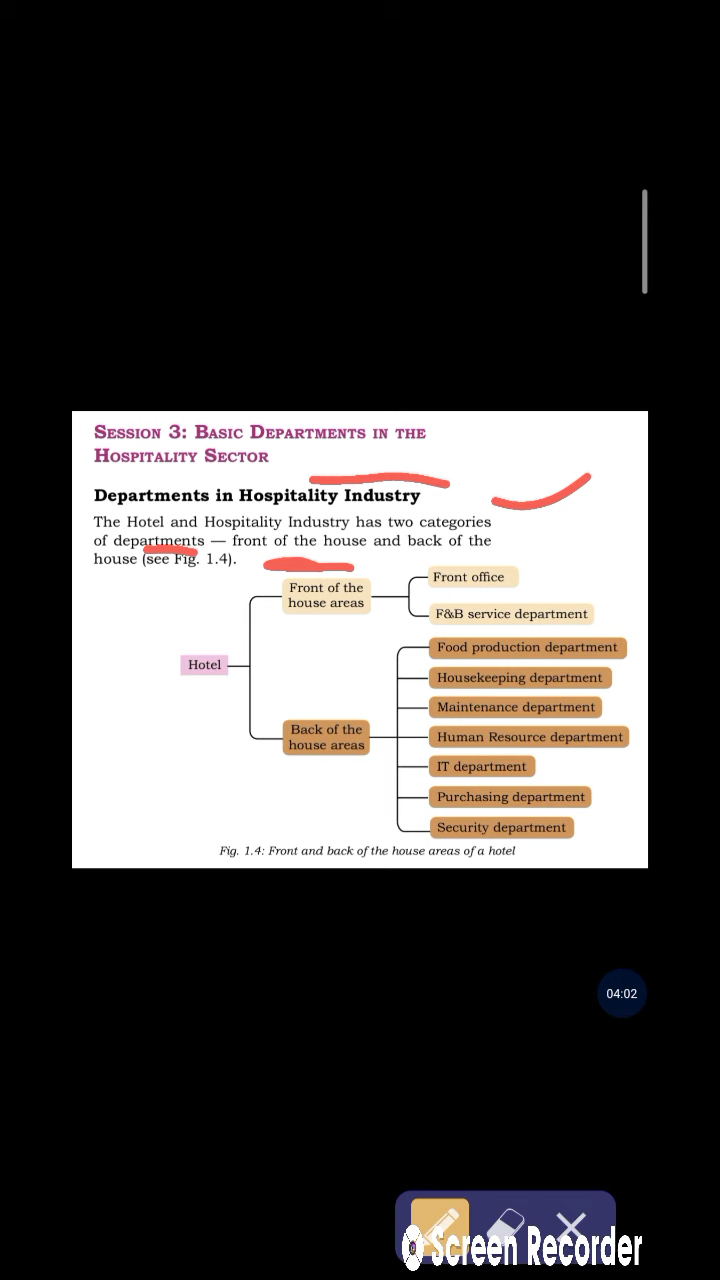 SESSION 3: BASIC DEPARTMENTS IN THE
HOSPITALITY SECTOR
Departments in Hospitality Industry
The Hotel and Hospitality Industry has two categories
of departments — front of the house and back of the
house (see Fig. 1.4).
Hotel
Front of the
house areas
Front office
F&B service department
Back of the
house areas
Food production department
Housekeeping department
Maintenance department
Human Resource department
IT department
Purchasing department
Security department
Fig. 1.4: Front and back of the house areas of a hotel
04:02
Screen Recorder